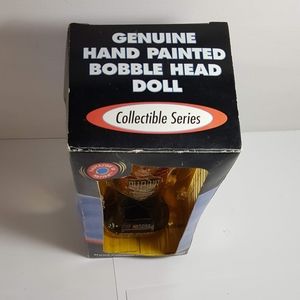 GENUINE
HAND PAINTED
BOBBLE HEAD
DOLL
Collectible Series